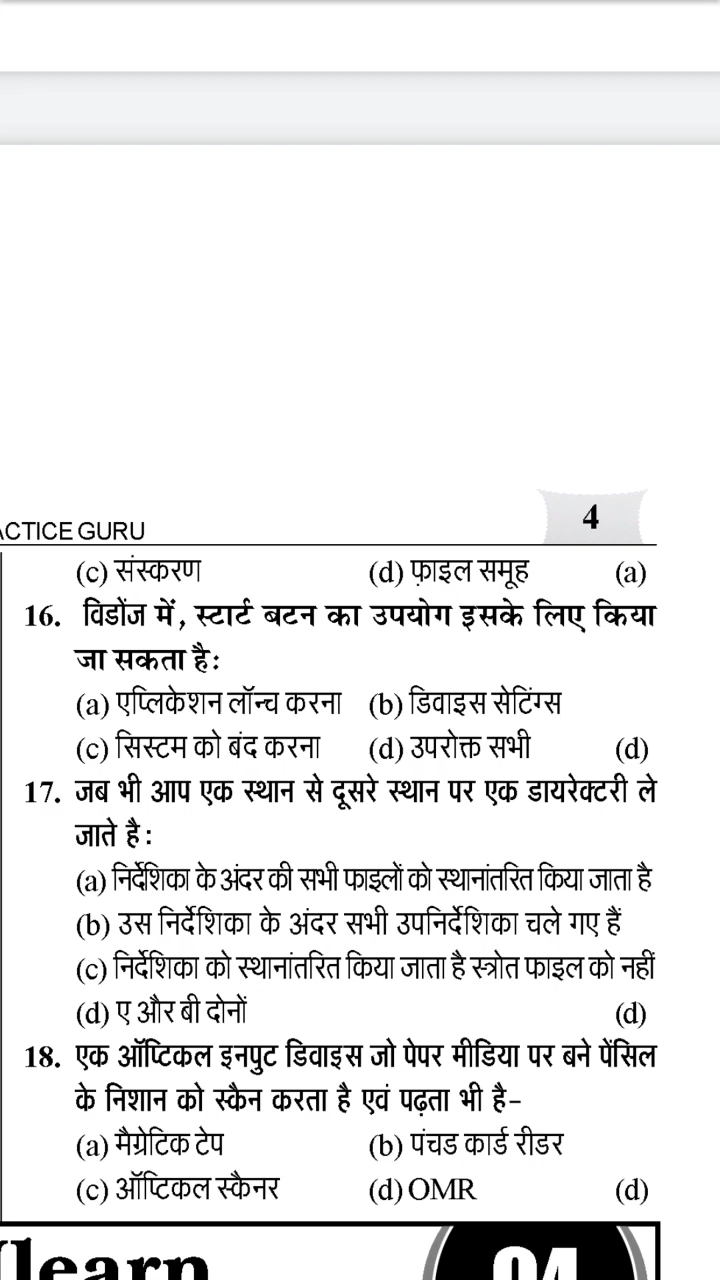 ACTICE GURU
4
(c) संस्करण (d) फ़ाइल समूह (a)
16. विडोंज में, स्टार्ट बटन का उपयोग इसके लिए किया
जा सकता है:
(a) एप्लिकेशन लॉन्च करना (b) डिवाइस सेटिंग्स
(c) सिस्टम को बंद करना (d) उपरोक्त सभी (d)
17. जब भी आप एक स्थान से दूसरे स्थान पर एक डायरेक्टरी ले
जाते है :
(a) निर्देशिका के अंदर की सभी फाइलों को स्थानांतरित किया जाता है
(b) उस निर्देशिका के अंदर सभी उपनिर्देशिका चले गए हैं
(c) निर्देशिका को स्थानांतरित किया जाता है स्त्रोत फाइल को नहीं
(d) ए और बी दोनों (d)
18. एक ऑप्टिकल इनपुट डिवाइस जो पेपर मीडिया पर बने पेंसिल
के निशान को स्कैन करता है एवं पढ़ता भी है-
(a) मैग्रेटिक टेप (b) पंचड कार्ड रीडर
(c) ऑप्टिकल स्कैनर (d) OMR (d)
learn